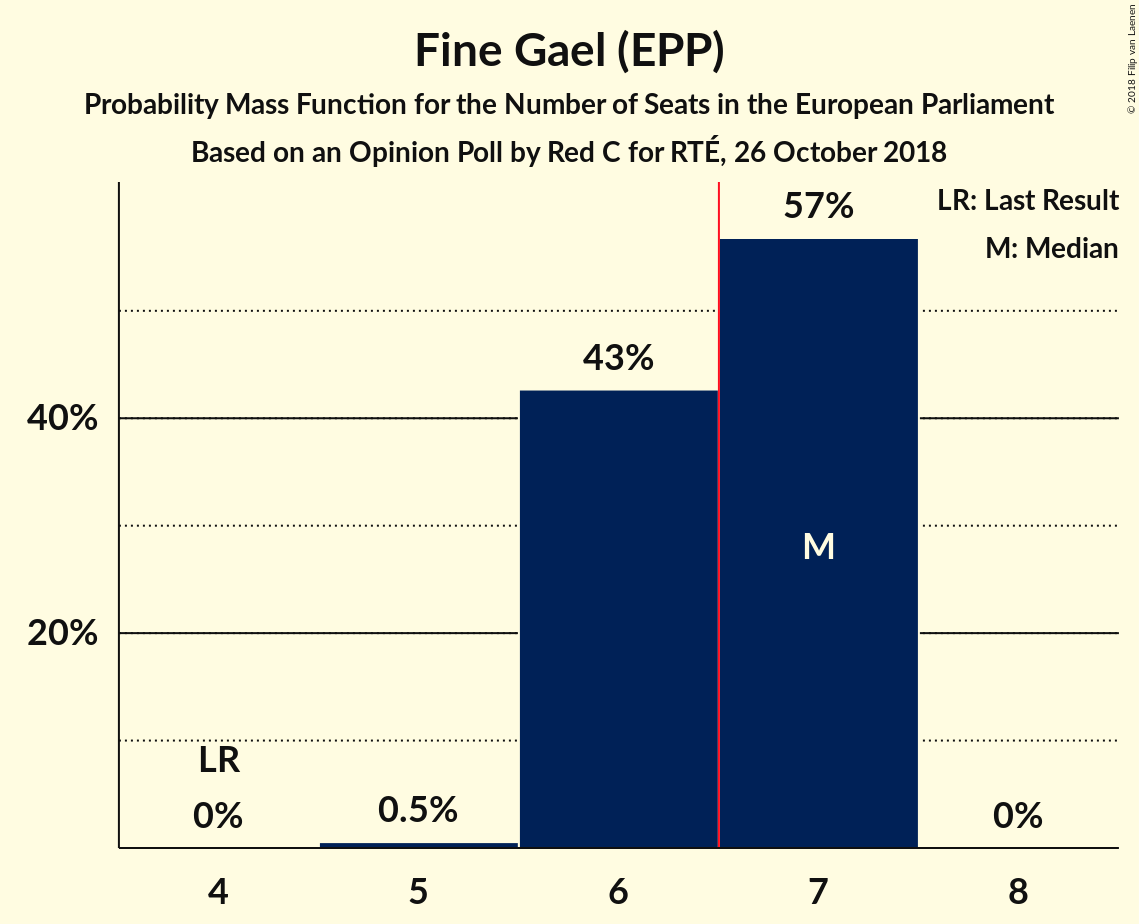 Fine Gael (EPP)
Probability Mass Function for the Number of Seats in the European Parliament
Based on an Opinion Poll by Red C for RTÉ, 26 October 2018
© 2018 Filip van Laenen
LR: Last Result
M: Median
57%
43%
40%
M
20%
LR
0%
0.5%
0%
4 5 6 7 8